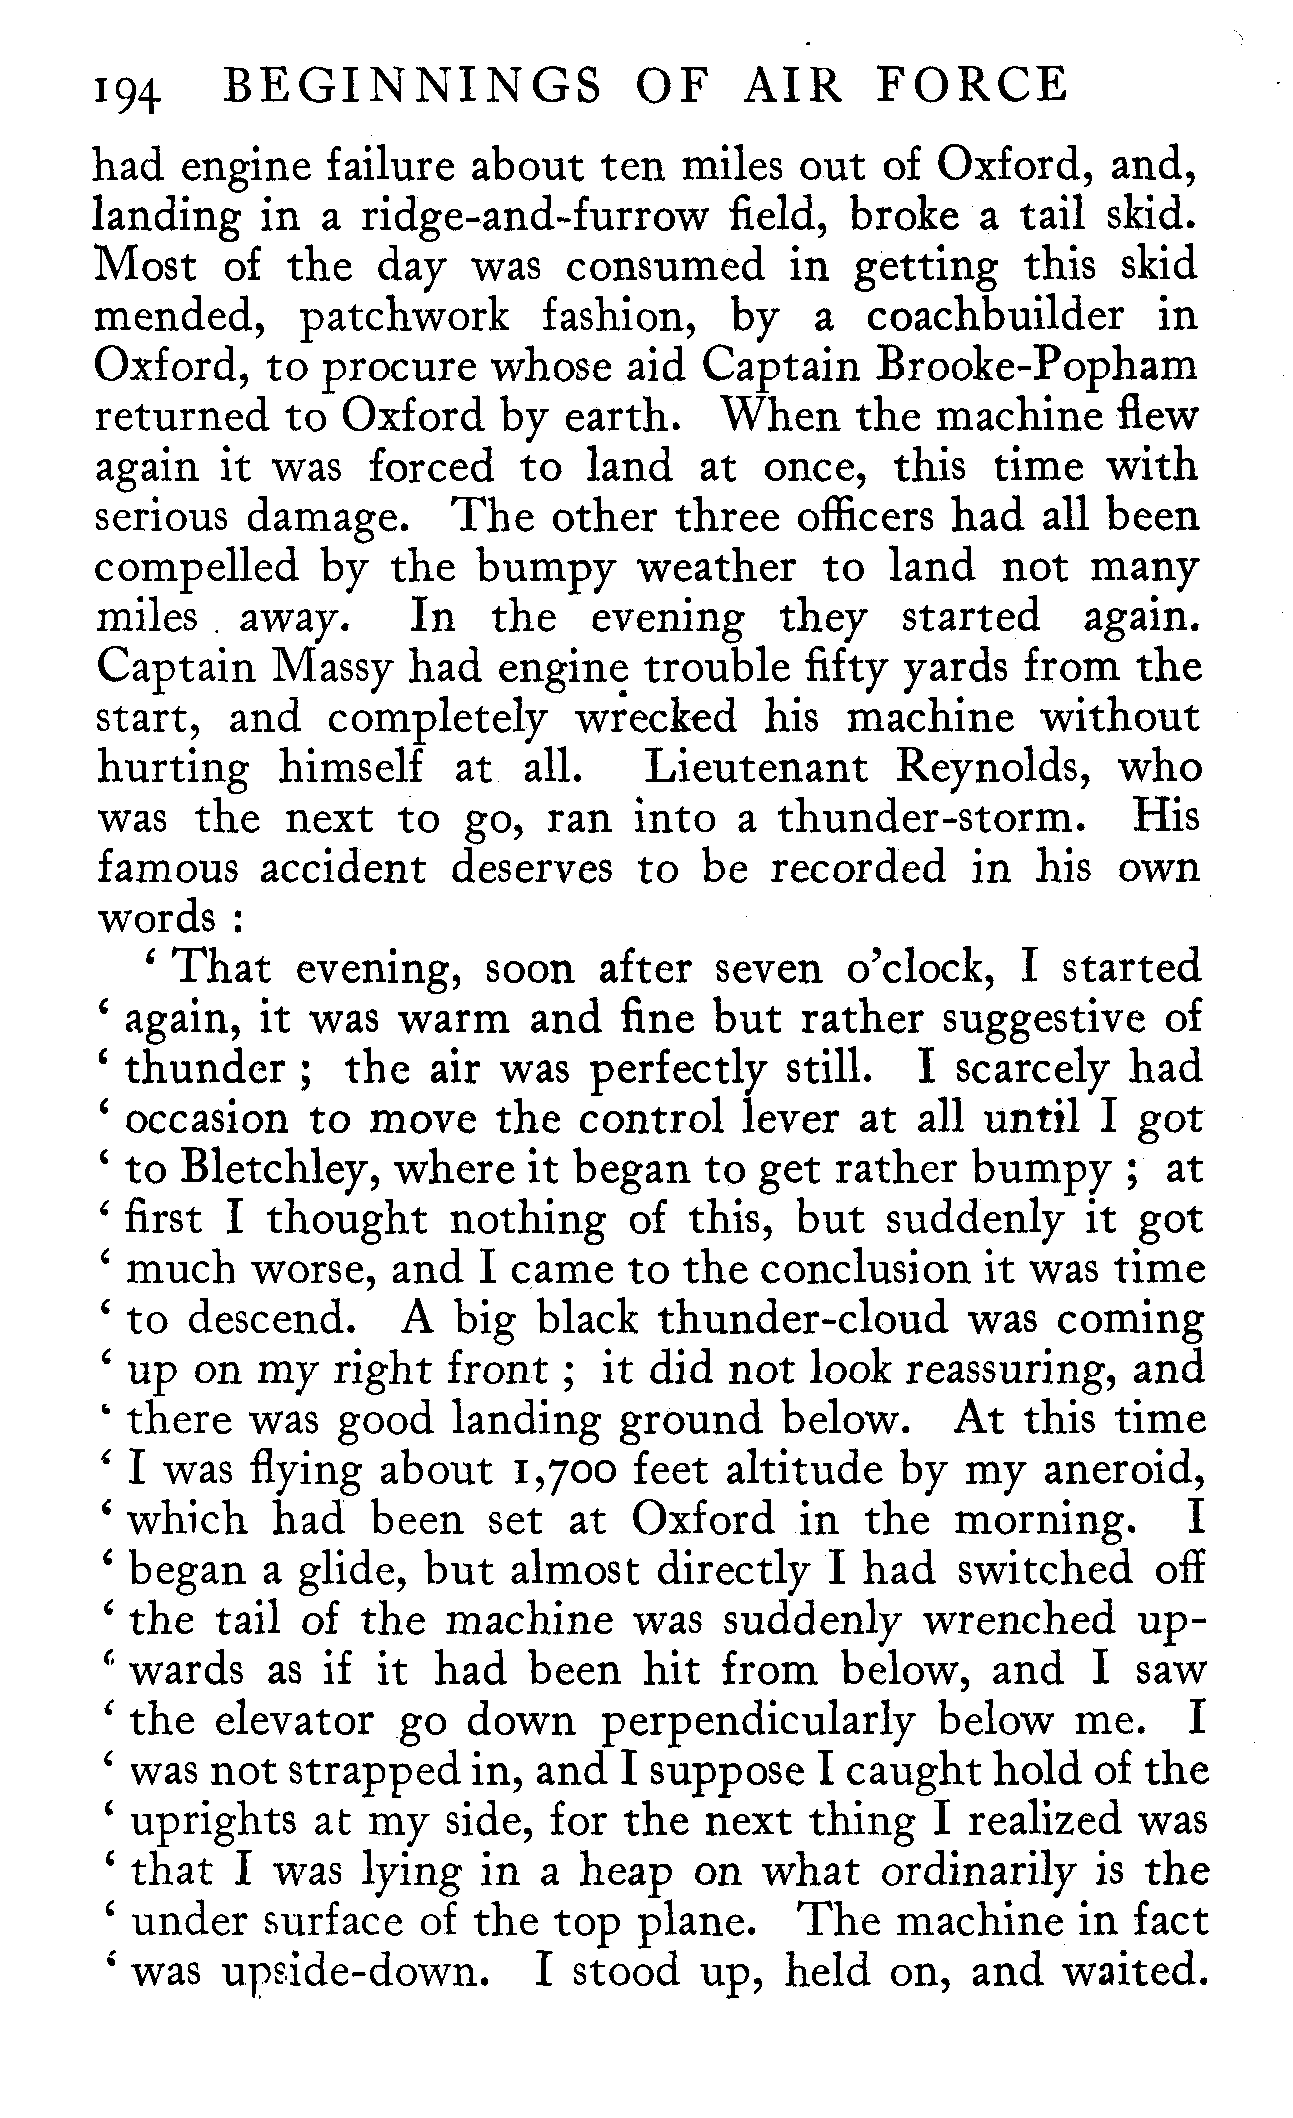 194 BEGINNINGS OF AIR FORCE
had engine failure about ten miles out of Oxford, and,
landing in a ridge-and-furrow field, broke a tail skid.
Most of the day was consumed in getting this skid
mended, patchwork fashion, by a coachbuilder in
Oxford, to procure whose aid Captain Brooke-Popham
returned to Oxford by earth. When the machine flew
again it was forced to land at once, this time with
serious damage. The other three officers had all been
compelled by the bumpy weather to land not many
miles away. In the evening they started again.
Captain Massy had engine trouble fifty yards from the
start, and completely wrecked his machine without
hurting himself at all. Lieutenant Reynolds, who
was the next to go, ran into a thunder-storm. His
famous accident deserves to be recorded in his own
words :
‘ That evening, soon after seven o’clock, I started
‘ again, it was warm and fine but rather suggestive of
‘ thunder ; the air was perfectly still. I scarcely had
‘ occasion to move the control lever at all until I got
‘ to Bletchley, where it began to get rather bumpy ; at
‘ first I thought nothing of this, but suddenly it got
‘ much worse, and I came to the conclusion it was time
‘ to descend. A big black thunder-cloud was coming
‘ up on my right front ; it did not look reassuring, and
‘ there was good landing ground below. At this time
‘ I was flying about 1,700 feet altitude by my aneroid,
‘ which had been set at Oxford in the morning. I
‘ began a glide, but almost directly I had switched off
‘ the tail of the machine was suddenly wrenched up-
‘ wards as if it had been hit from below, and I saw
‘ the elevator go down perpendicularly below me. I
‘ was not strapped in, and I suppose I caught hold of the
‘ uprights at my side, for the next thing I realized was
‘ that I was lying in a heap on what ordinarily is the
‘ under surface of the top plane. The machine in fact
‘ was upside-down. I stood up, held on, and waited.